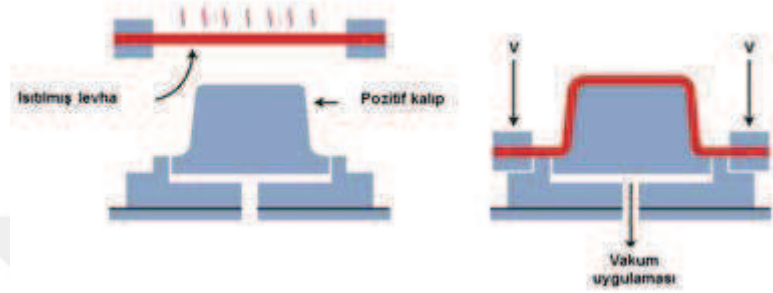 V
V
Isıtılmış levha
Pozitif kalıp
Vakum
uygulaması